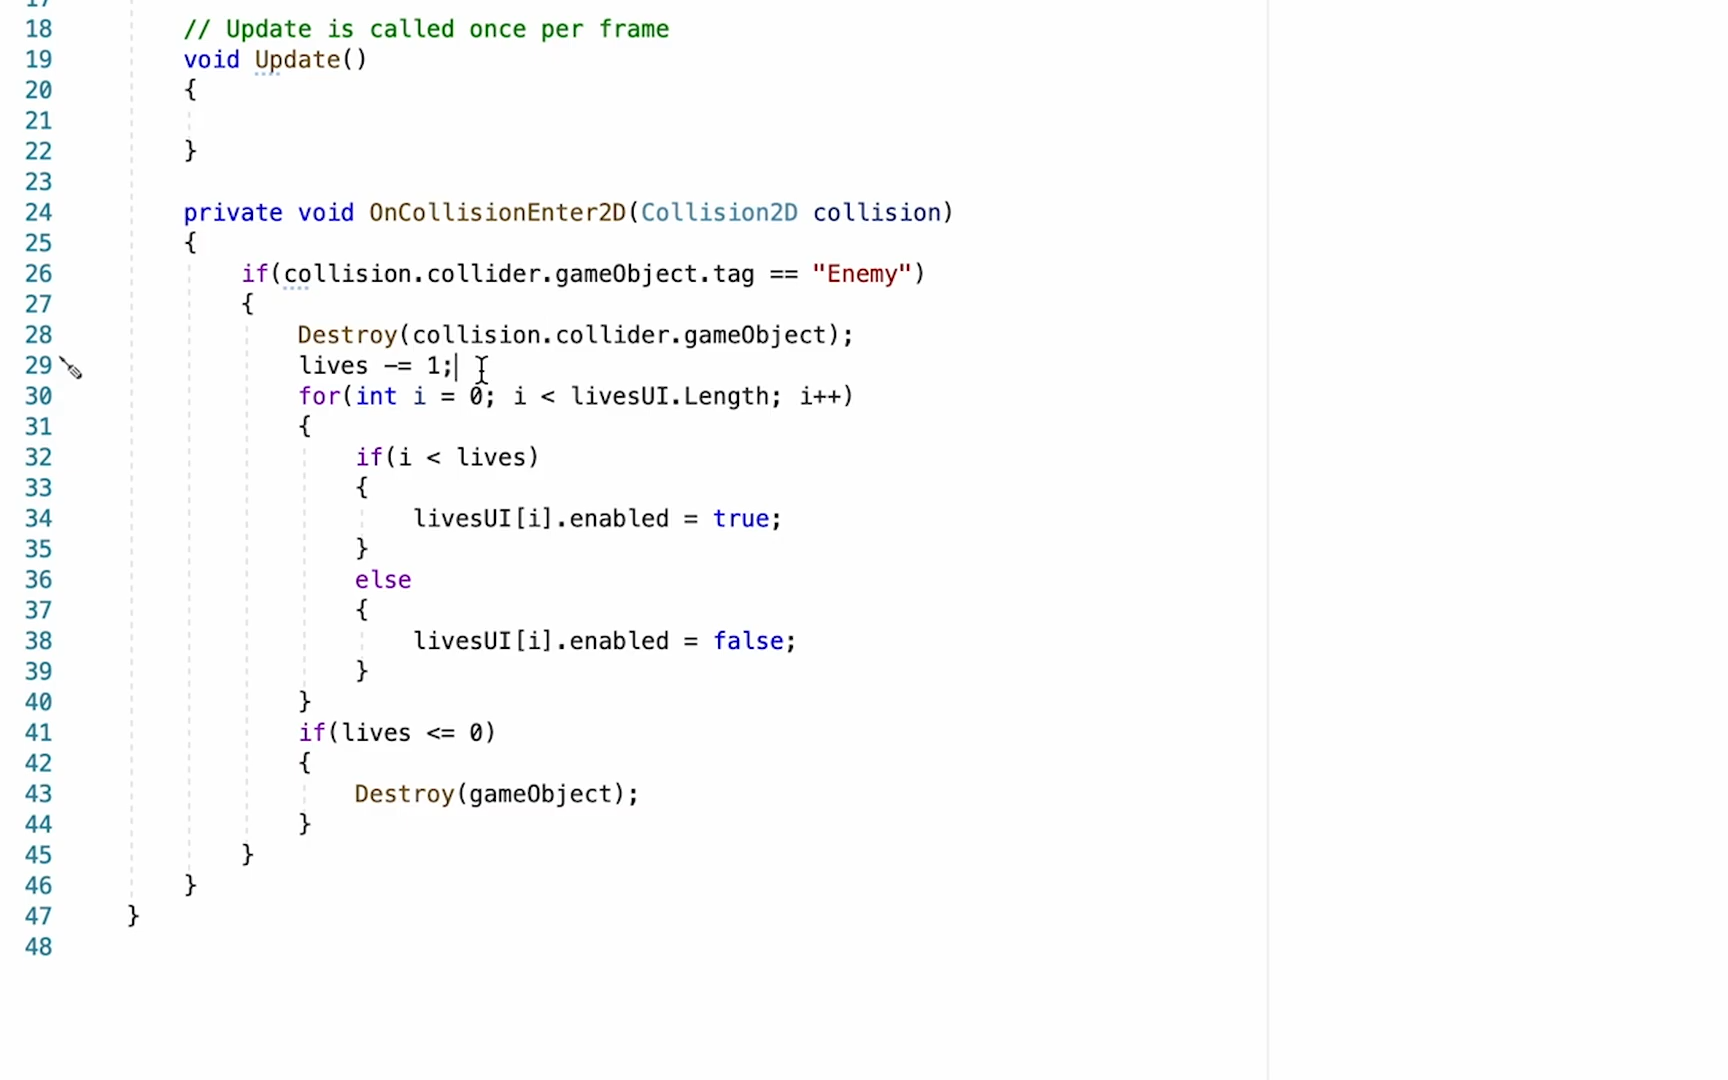 17
18 // Update is called once per frame
19 void Update()
20 {
21
22 }
23
24 private void OnCollisionEnter2D(Collision2D collision)
25 {
26 if(collision.collider.gameObject.tag == "Enemy")
27 {
28 Destroy(collision.collider.gameObject);
29 lives -= 1;
30 for(int i = 0; i < livesUI.Length; i++)
31 {
32 if(i < lives)
33 {
34 livesUI[i].enabled = true;
35 }
36 else
37 {
38 livesUI[i].enabled = false;
39 }
40 }
41 if(lives <= 0)
42 {
43 Destroy(gameObject);
44 }
45 }
46 }
47 }
48